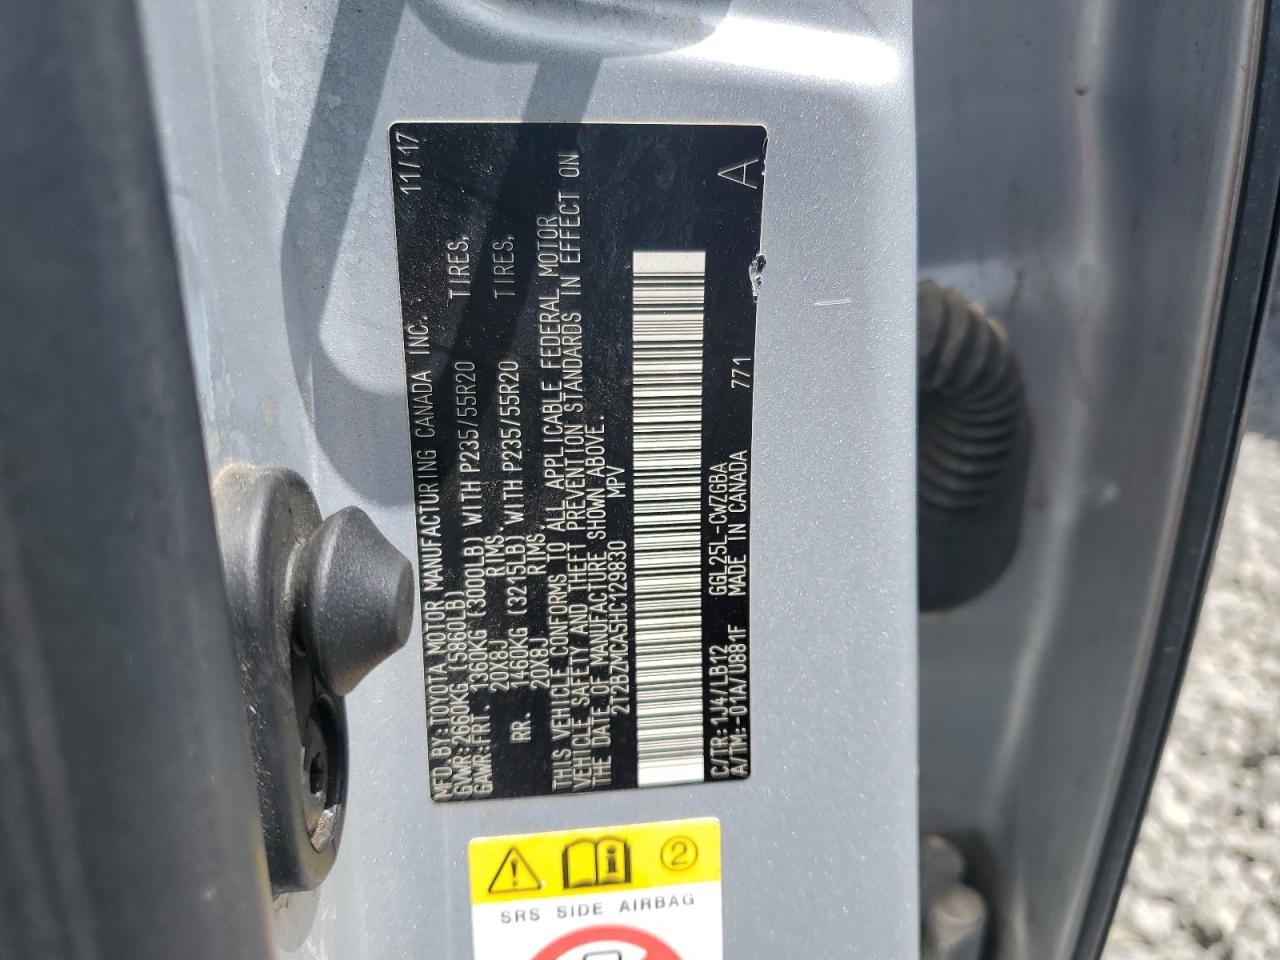 MFD.BY:TOYOTA MOTOR MANUFACTURING CANADA INC. 11/17
GVWR:2660KG (5860LB)
GAWR:FRT. 1360KG (3000LB) WITH P235/55R20 TIRES,
20X8J RIMS.
RR. 1460KG (3215LB) WITH P235/55R20 TIRES,
20X8J RIMS.
THIS VEHICLE CONFORMS TO ALL APPLICABLE FEDERAL MOTOR
VEHICLE SAFETY AND THEFT PREVENTION STANDARDS IN EFFECT ON
THE DATE OF MANUFACTURE SHOWN ABOVE.
2T2BZMCA5HC129830 MPV
C/TR:1J4/LB12 GGL25L-CWZGBA A
A/TM:-01A/U881F MADE IN CANADA 771
2
SRS SIDE AIRBAG